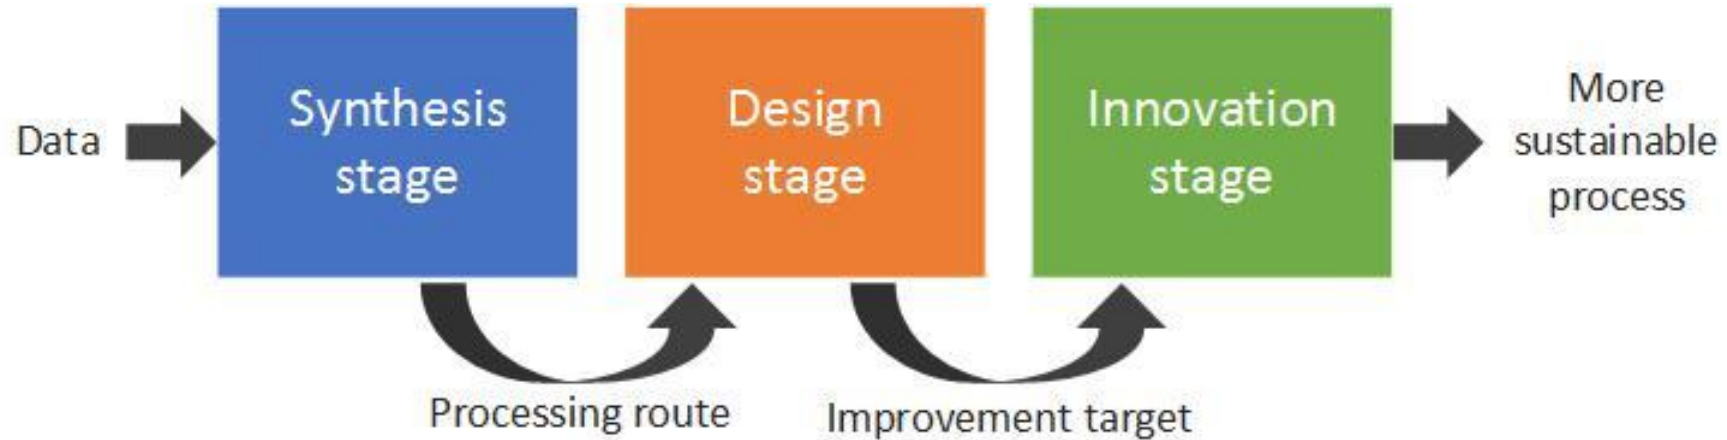 Data
Synthesis
stage
Design
stage
Innovation
stage
More
sustainable
process
Processing route
Improvement target